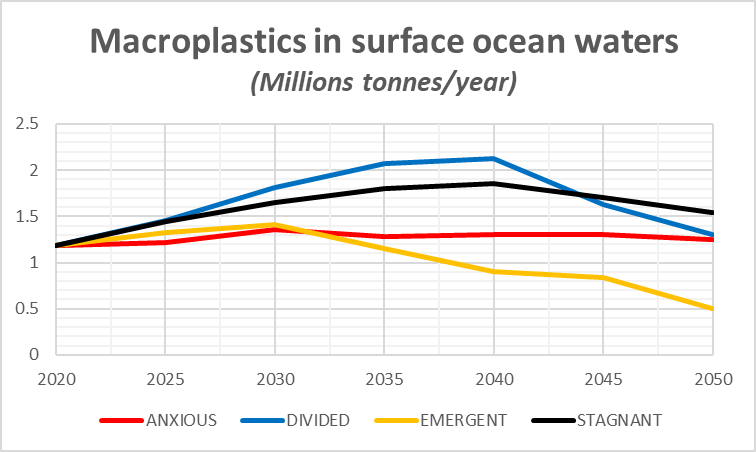 Macroplastics in surface ocean waters
(Millions tonnes/year)
2.5
2
1.5
1
0.5
0
2020 2025 2030 2035 2040 2045 2050
ANXIOUS DIVIDED EMERGENT STAGNANT